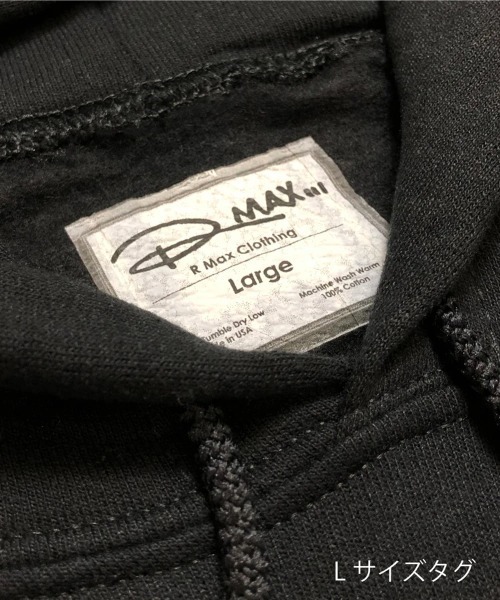 R MAX
R Max Clothing
Large
Machine Wash Warm
100% Cotton
Tumble Dry Low
in USA
Lサイズタグ